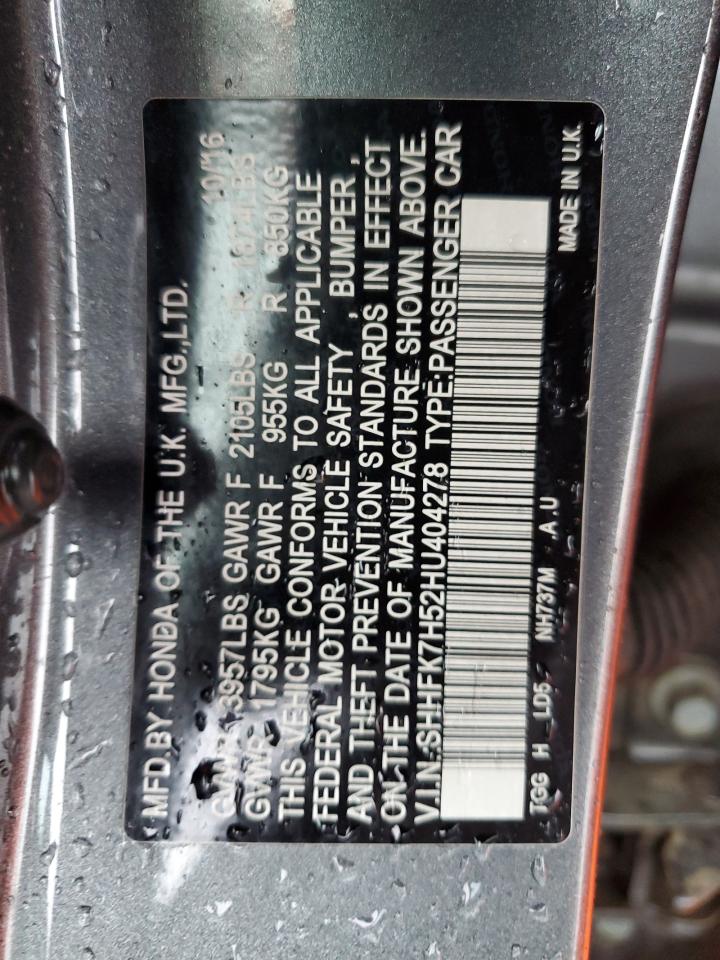 MFD.BY HONDA OF THE U.K. MFG.,LTD. 10/16
GVWR 3957LBS GAWR F 2105LBS R 1874LBS
GVWR 1795KG GAWR F 955KG R 850KG
THIS VEHICLE CONFORMS TO ALL APPLICABLE
FEDERAL MOTOR VEHICLE SAFETY , BUMPER ,
AND THEFT PREVENTION STANDARDS IN EFFECT
ON THE DATE OF MANUFACTURE SHOWN ABOVE.
V.I.N.:SHHFK7H52HU404278 TYPE:PASSENGER CAR
TGG H LD5 NH737M A U MADE IN U.K.